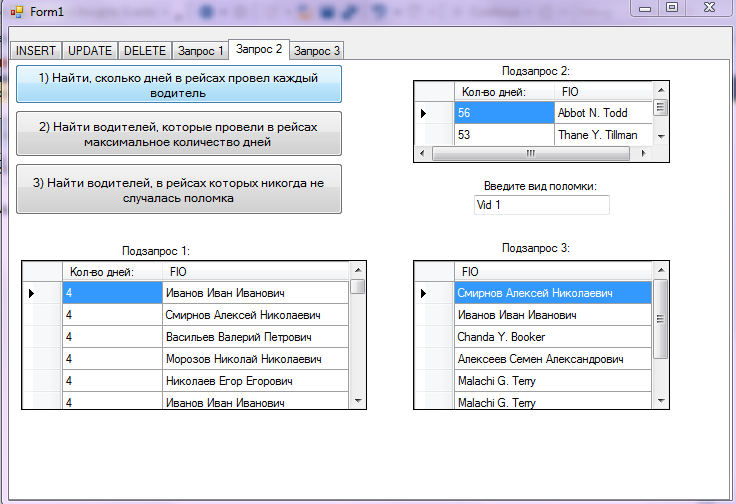 Form1
INSERT UPDATE DELETE Запрос 1 Запрос 2 Запрос 3
1) Найти, сколько дней в рейсах провел каждый
водитель
2) Найти водителей, которые провели в рейсах
максимальное количество дней
3) Найти водителей, в рейсах которых никогда не
случалась поломка
Подзапрос 2:
Кол-во дней: FIO
56 Abbot N. Todd
53 Thane Y. Tillman
Введите вид поломки:
Vid 1
Подзапрос 1:
Кол-во дней: FIO
4 Иванов Иван Иванович
4 Смирнов Алексей Николаевич
4 Васильев Валерий Петрович
4 Морозов Николай Николаевич
4 Николаев Егор Егорович
4 Иванов Иван Иванович
Подзапрос 3:
FIO
Смирнов Алексей Николаевич
Иванов Иван Иванович
Chanda Y. Booker
Алексеев Семен Александрович
Malachi G. Terry
Malachi G. Terry